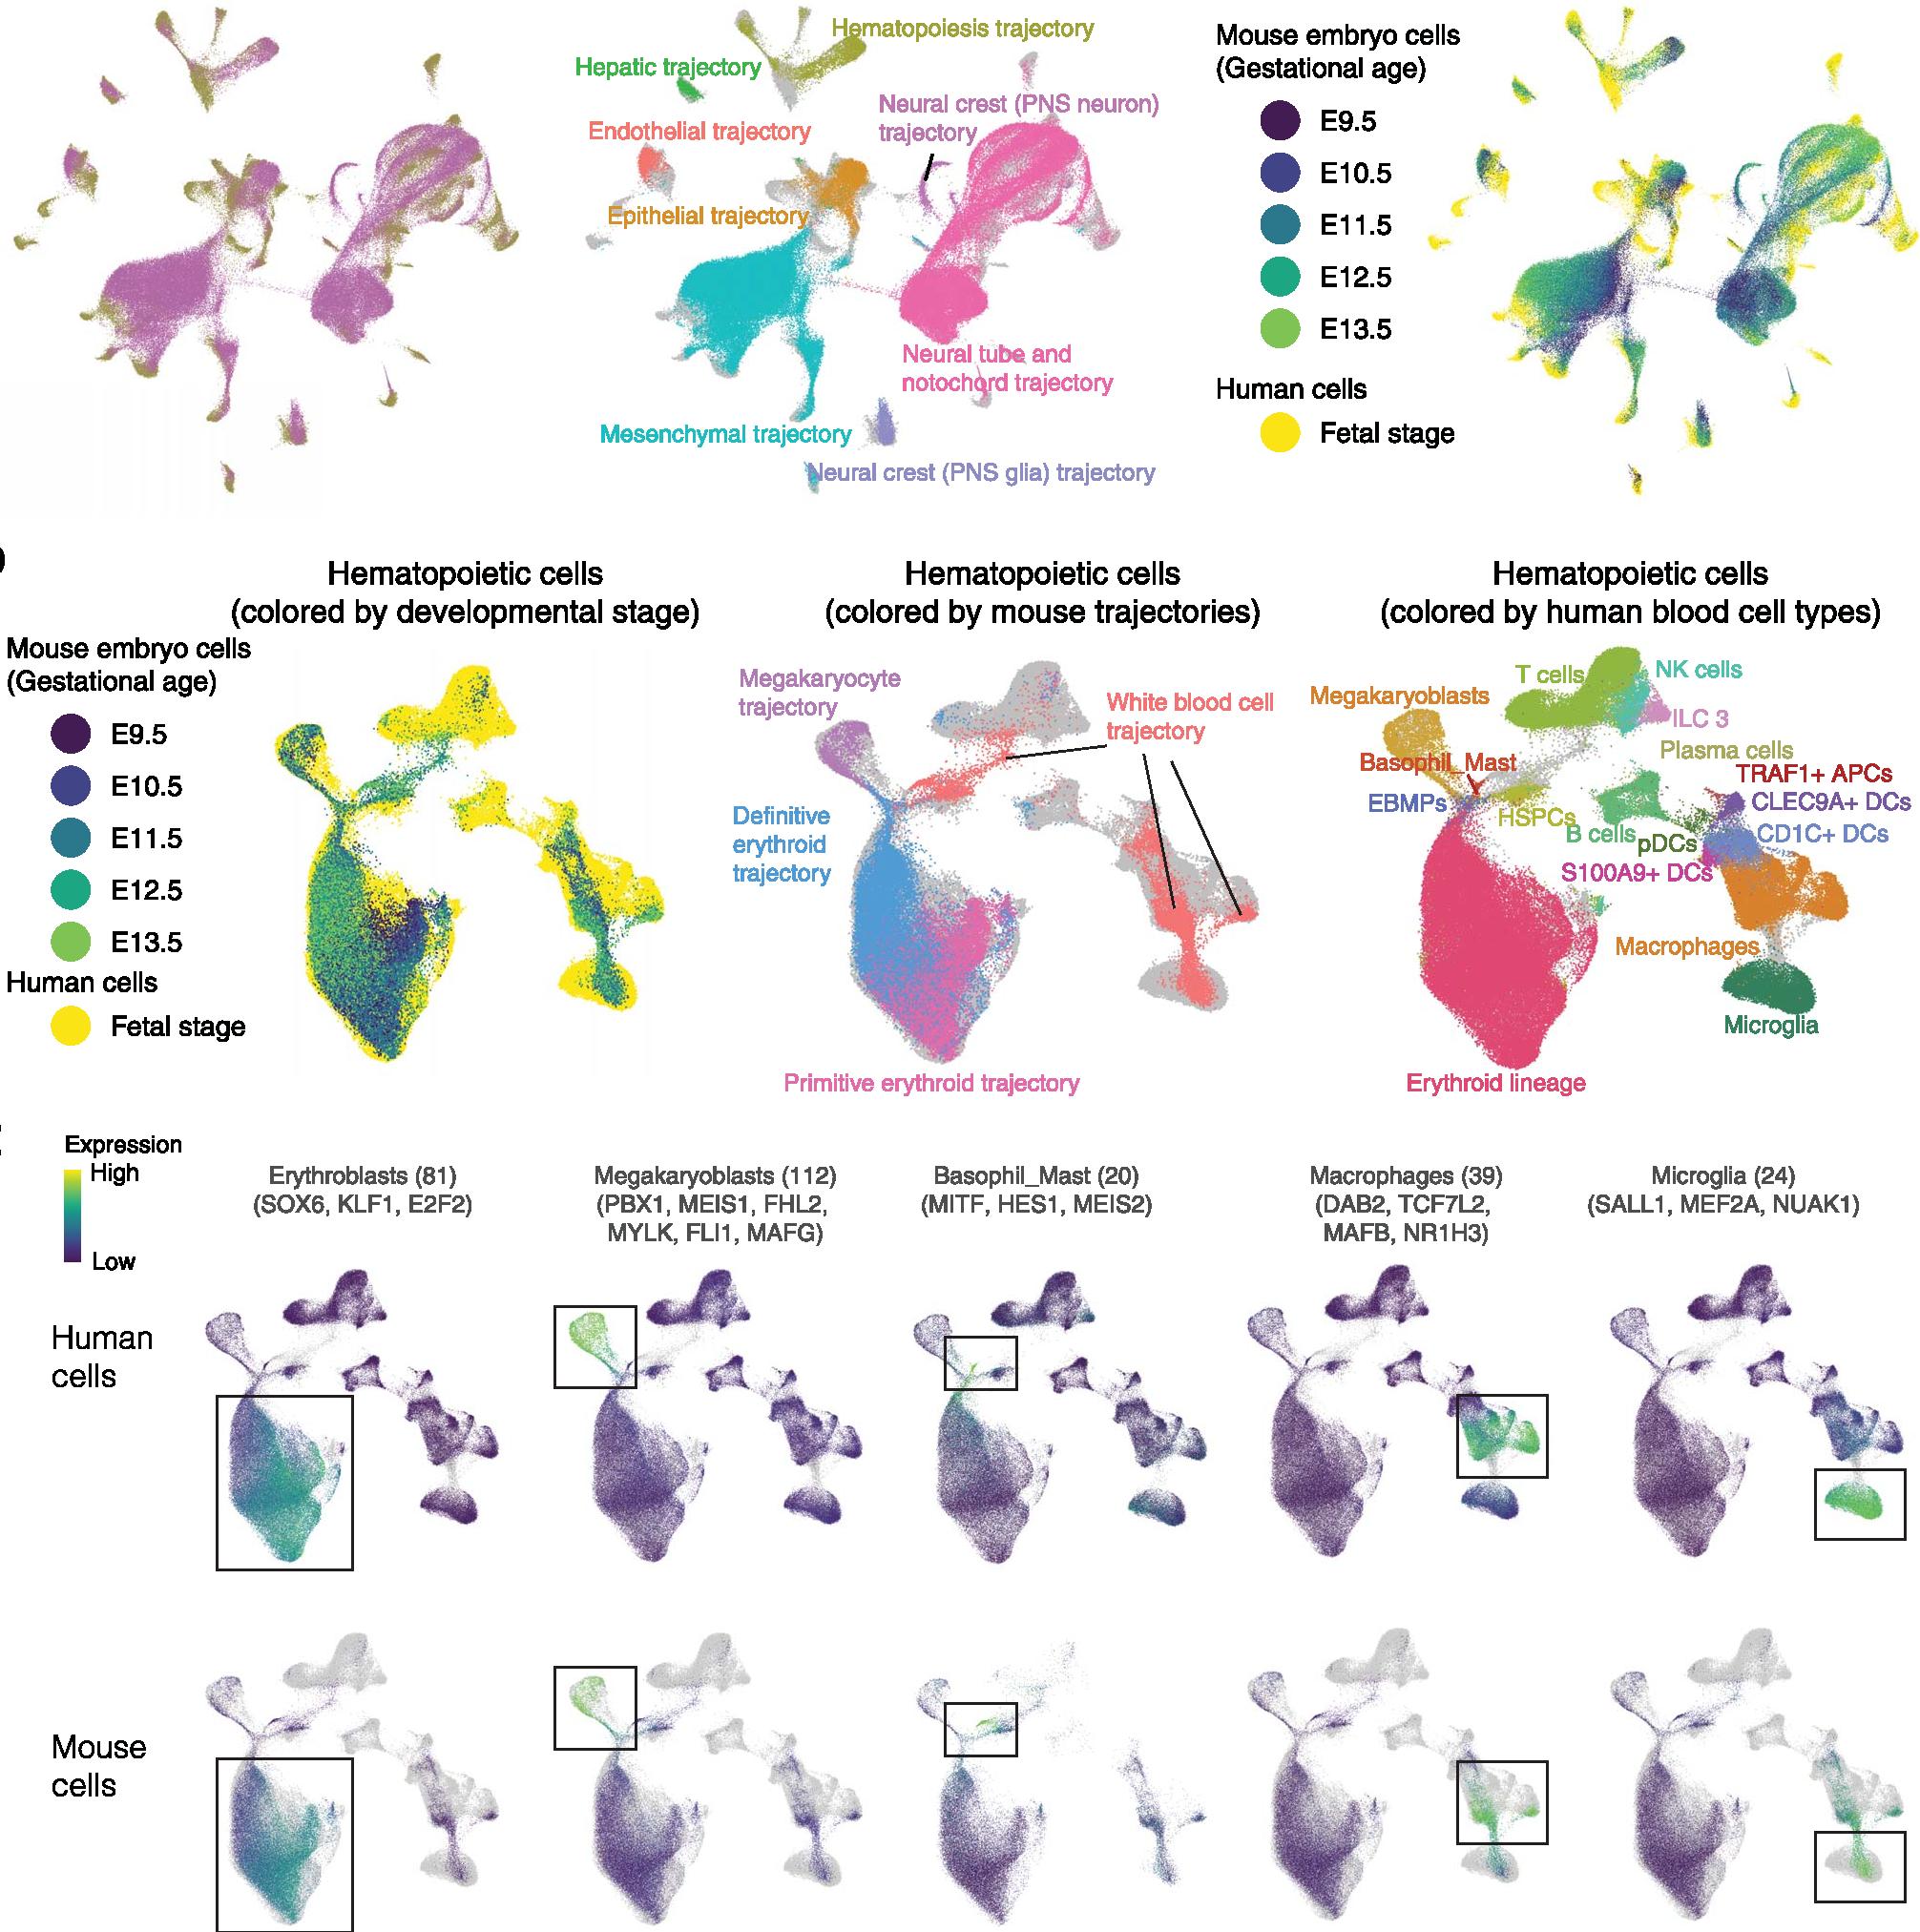 Hematopoiesis trajectory
Hepatic trajectory
Neural crest (PNS neuron)
trajectory
Endothelial trajectory
Epithelial trajectory
Neural tube and
notochord trajectory
Mesenchymal trajectory
Neural crest (PNS glia) trajectory
Mouse embryo cells
(Gestational age)
E9.5
E10.5
E11.5
E12.5
E13.5
Human cells
Fetal stage
Hematopoietic cells
(colored by developmental stage)
Mouse embryo cells
(Gestational age)
E9.5
E10.5
E11.5
E12.5
E13.5
Human cells
Fetal stage
Hematopoietic cells
(colored by mouse trajectories)
Megakaryocyte
trajectory
White blood cell
trajectory
Definitive
erythroid
trajectory
Primitive erythroid trajectory
Hematopoietic cells
(colored by human blood cell types)
T cells
NK cells
Megakaryoblasts
ILC 3
Plasma cells
Basophil_Mast
TRAF1+ APCs
EBMPs
CLEC9A+ DCs
HSPCs
B cells
pDCs
CD1C+ DCs
S100A9+ DCs
Macrophages
Microglia
Erythroid lineage
Expression
High
Low
Erythroblasts (81)
(SOX6, KLF1, E2F2)
Megakaryoblasts (112)
(PBX1, MEIS1, FHL2,
MYLK, FLI1, MAFG)
Basophil_Mast (20)
(MITF, HES1, MEIS2)
Macrophages (39)
(DAB2, TCF7L2,
MAFB, NR1H3)
Microglia (24)
(SALL1, MEF2A, NUAK1)
Human
cells
Mouse
cells